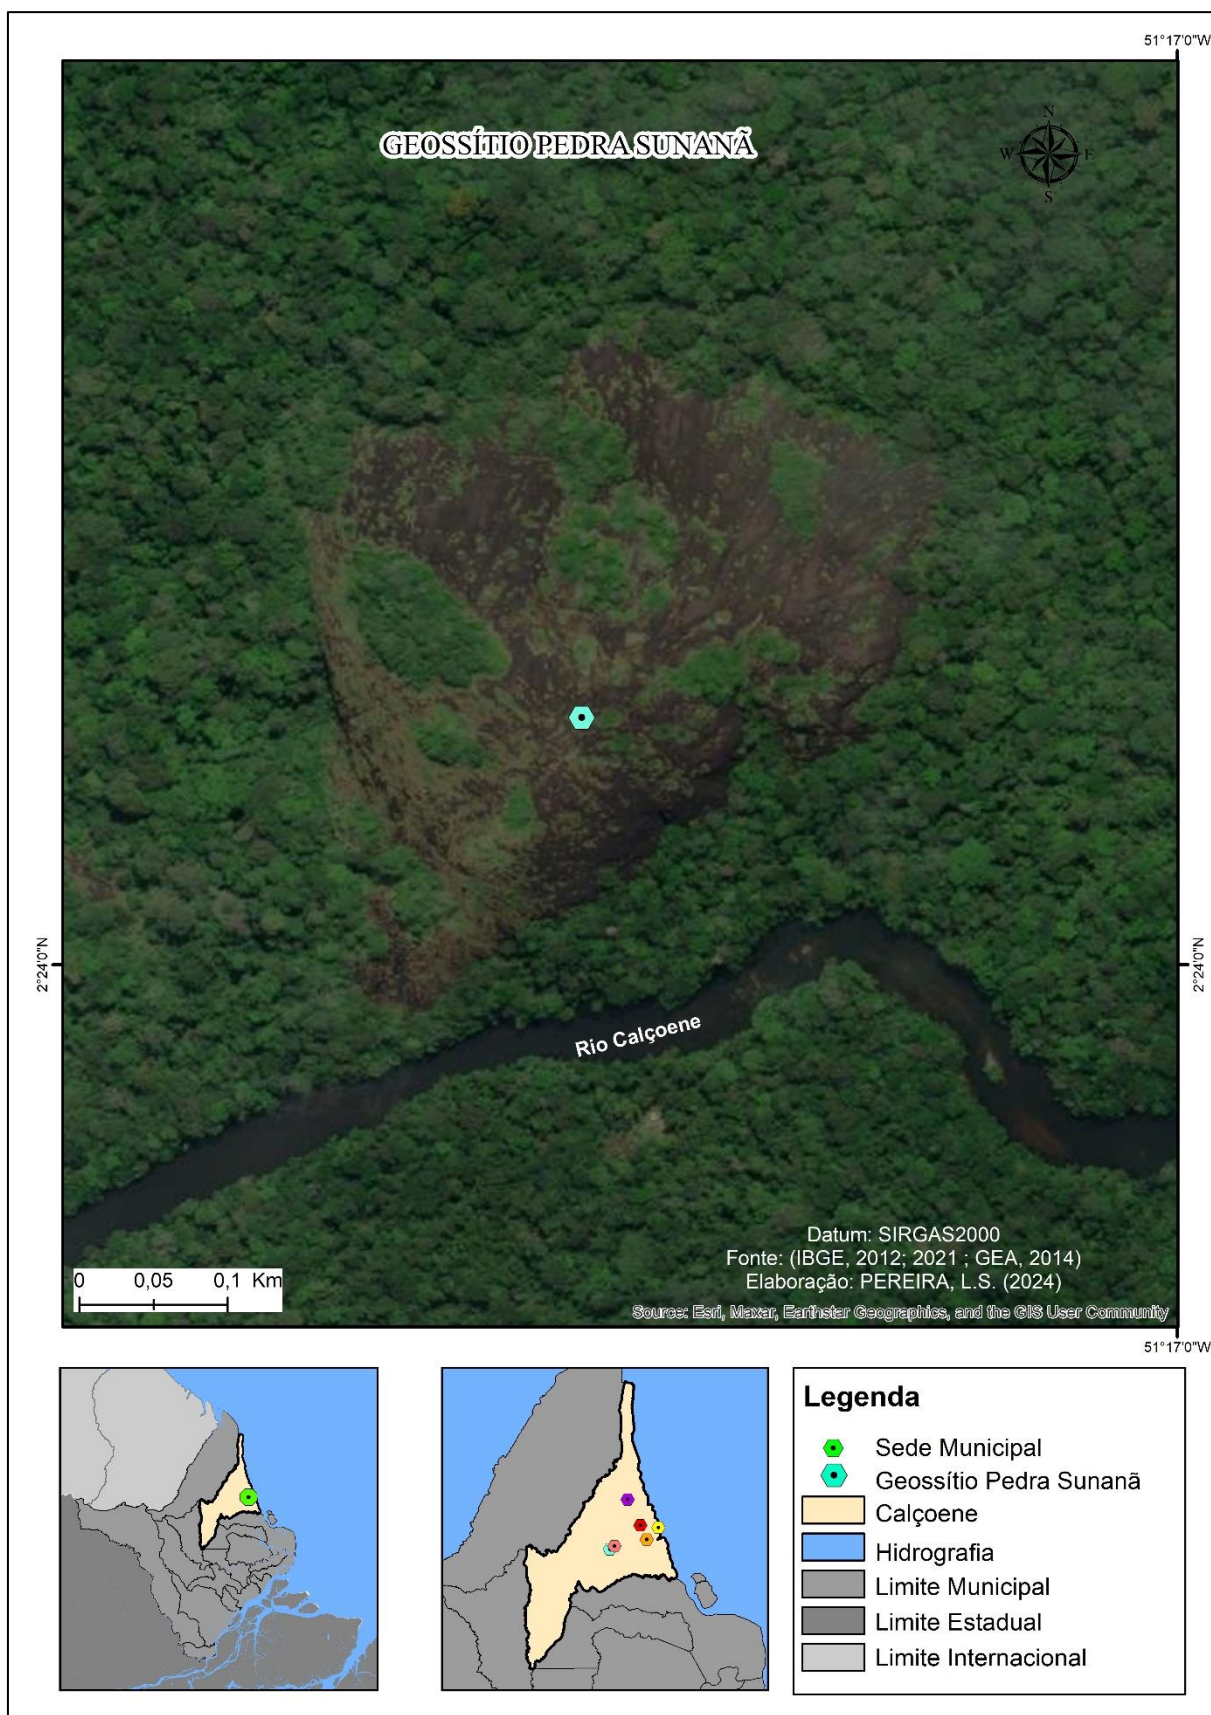 51°17'0"W
GEOSSÍTIO PEDRA SUNANÃ
N
W E
S
2°24'0"N
2°24'0"N
Rio Calçoene
Datum: SIRGAS2000
Fonte: (IBGE, 2012; 2021 ; GEA, 2014)
Elaboração: PEREIRA, L.S. (2024)
0 0,05 0,1 Km
Source: Esri, Maxar, Earthstar Geographics, and the GIS User Community
51°17'0"W
Legenda
Sede Municipal
Geossítio Pedra Sunanã
Calçoene
Hidrografia
Limite Municipal
Limite Estadual
Limite Internacional